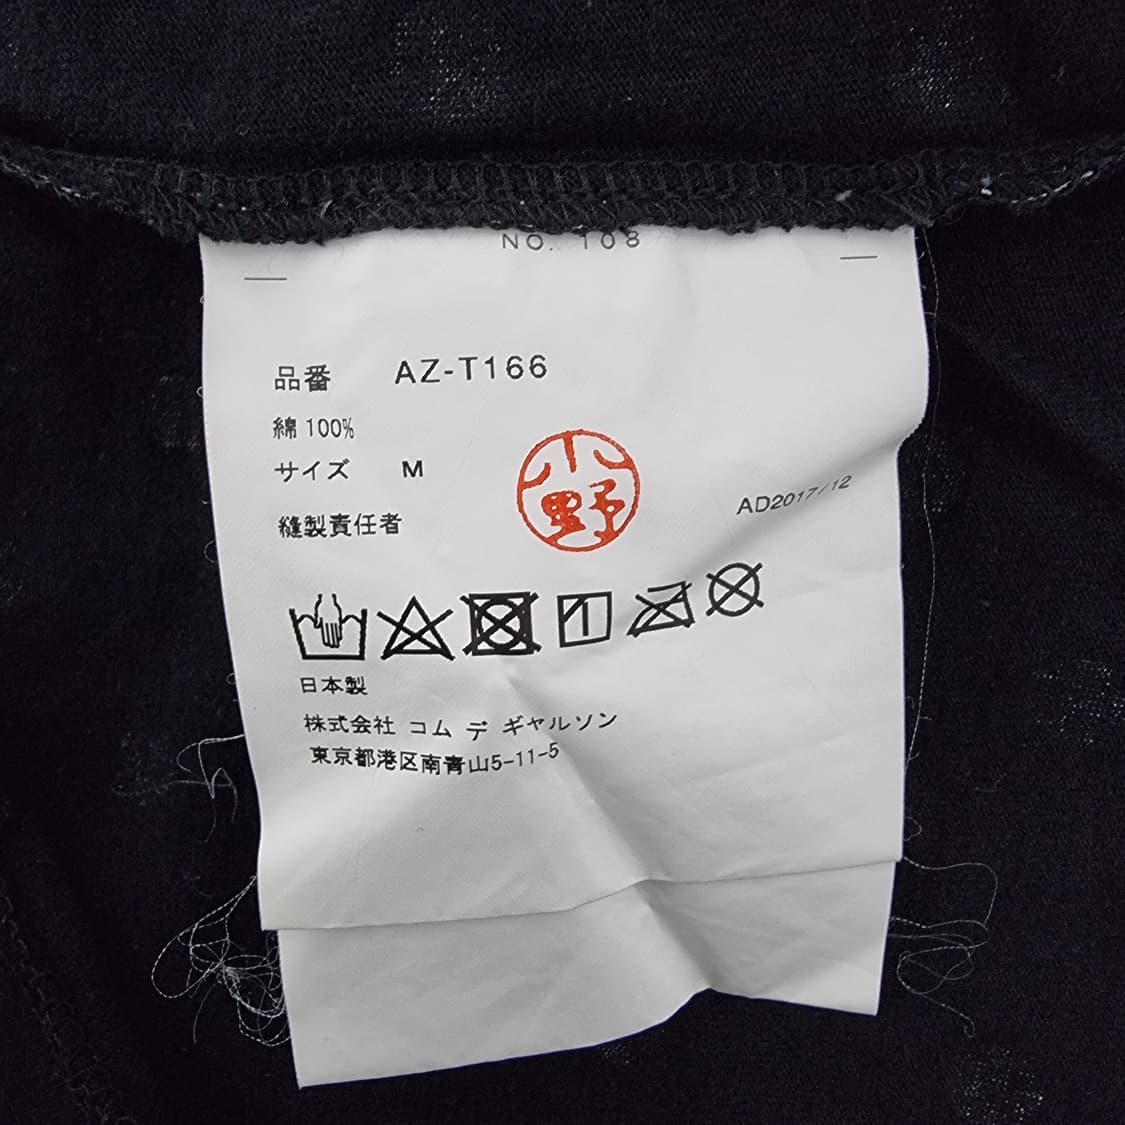 NO. 108
品番 AZ-T166
綿 100%
サイズ M
小野
AD2017/12
縫製責任者
日本製
株式会社 コム デ ギャルソン
東京都港区南青山5-11-5